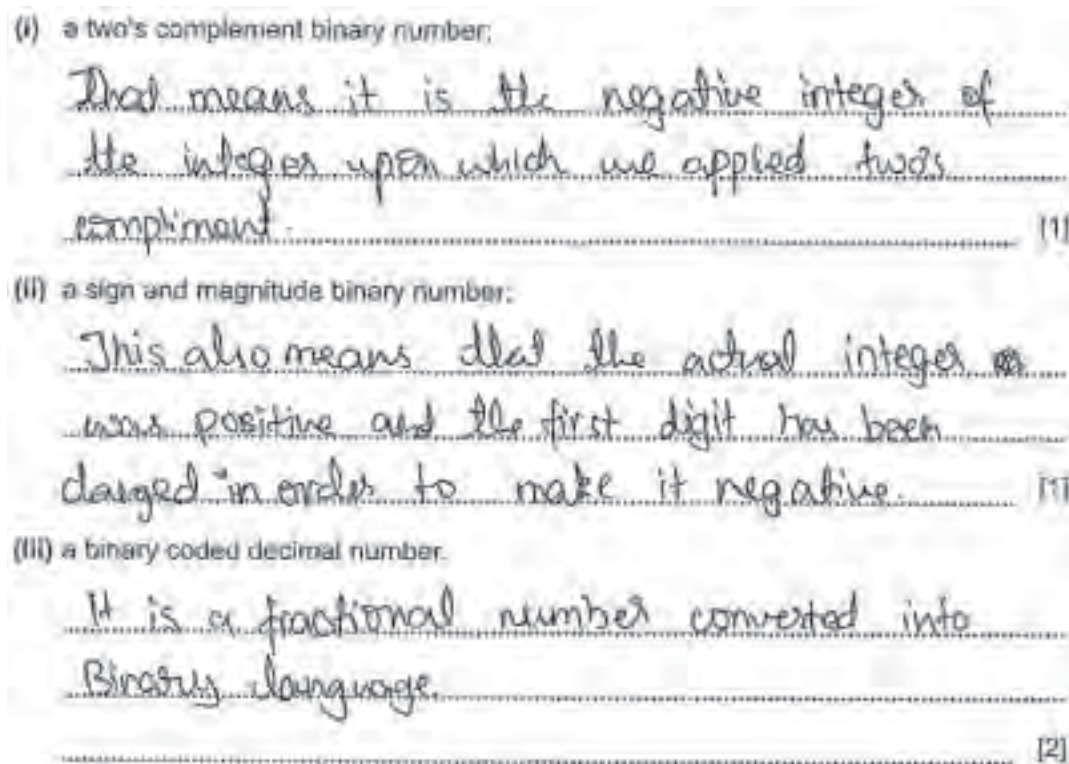 (i) a two's complement binary number:
That means it is the negative integer of
the integer upon which we applied two's
compliment. [1]
(ii) a sign and magnitude binary number:
This also means that the actual integer
was positive and the first digit has been
changed in order to make it negative. [1]
(iii) a binary coded decimal number.
It is a fractional number converted into
Binary language.
[2]